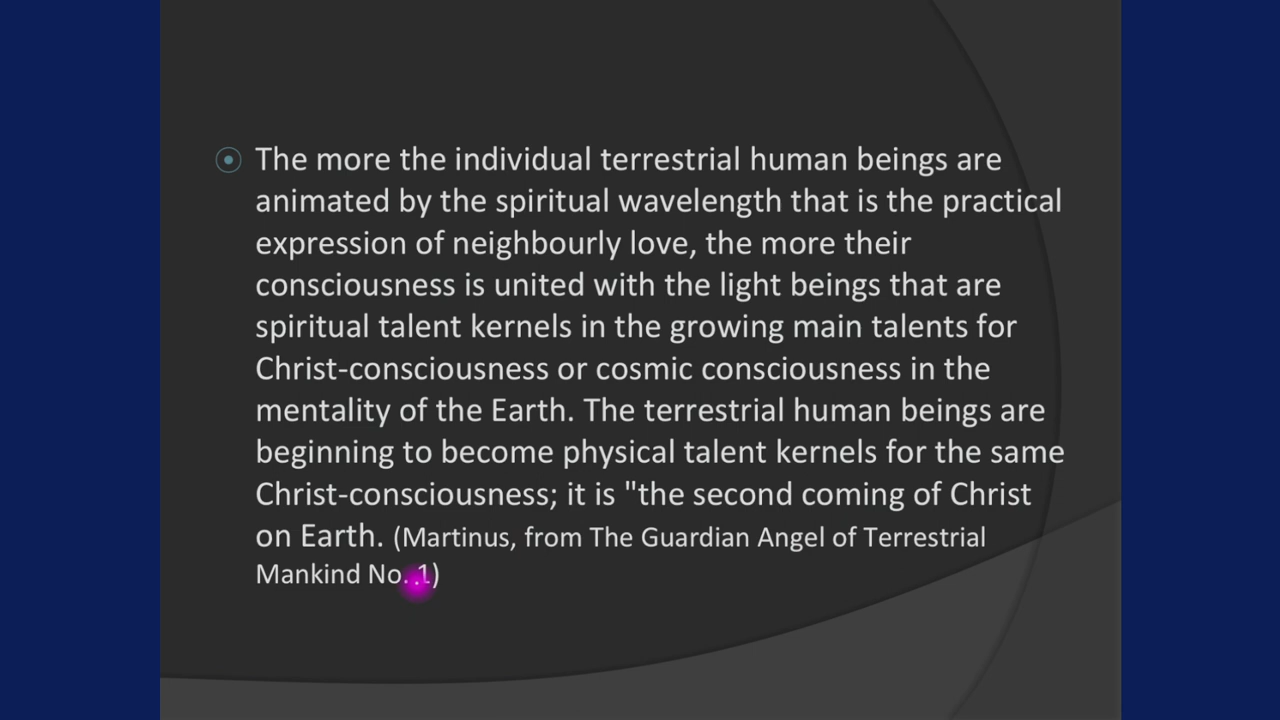 The more the individual terrestrial human beings are
animated by the spiritual wavelength that is the practical
expression of neighbourly love, the more their
consciousness is united with the light beings that are
spiritual talent kernels in the growing main talents for
Christ-consciousness or cosmic consciousness in the
mentality of the Earth. The terrestrial human beings are
beginning to become physical talent kernels for the same
Christ-consciousness; it is "the second coming of Christ
on Earth. (Martinus, from The Guardian Angel of Terrestrial
Mankind No. 1)